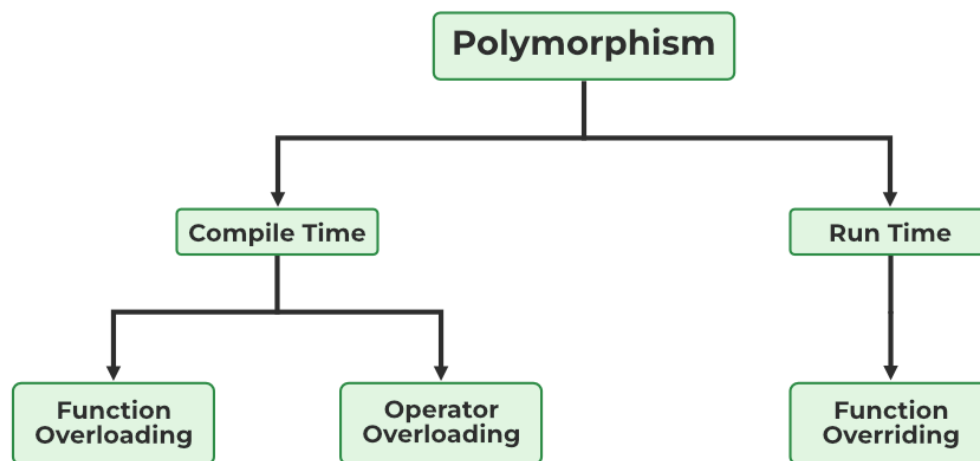 Polymorphism
Compile Time
Run Time
Function
Overloading
Operator
Overloading
Function
Overriding